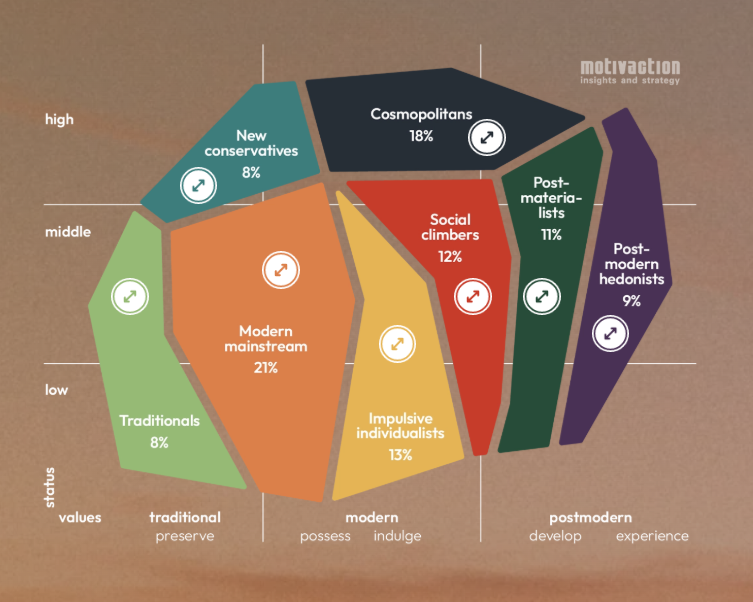 motivaction
insights and strategy
high
Cosmopolitans
18%
New
conservatives
8%
Post-
materia-
lists
11%
middle
Social
climbers
12%
Post-
modern
hedonists
9%
Modern
mainstream
21%
low
Traditionals
8%
Impulsive
individualists
13%
status
values
traditional
modern
postmodern
preserve
possess
indulge
develop
experience